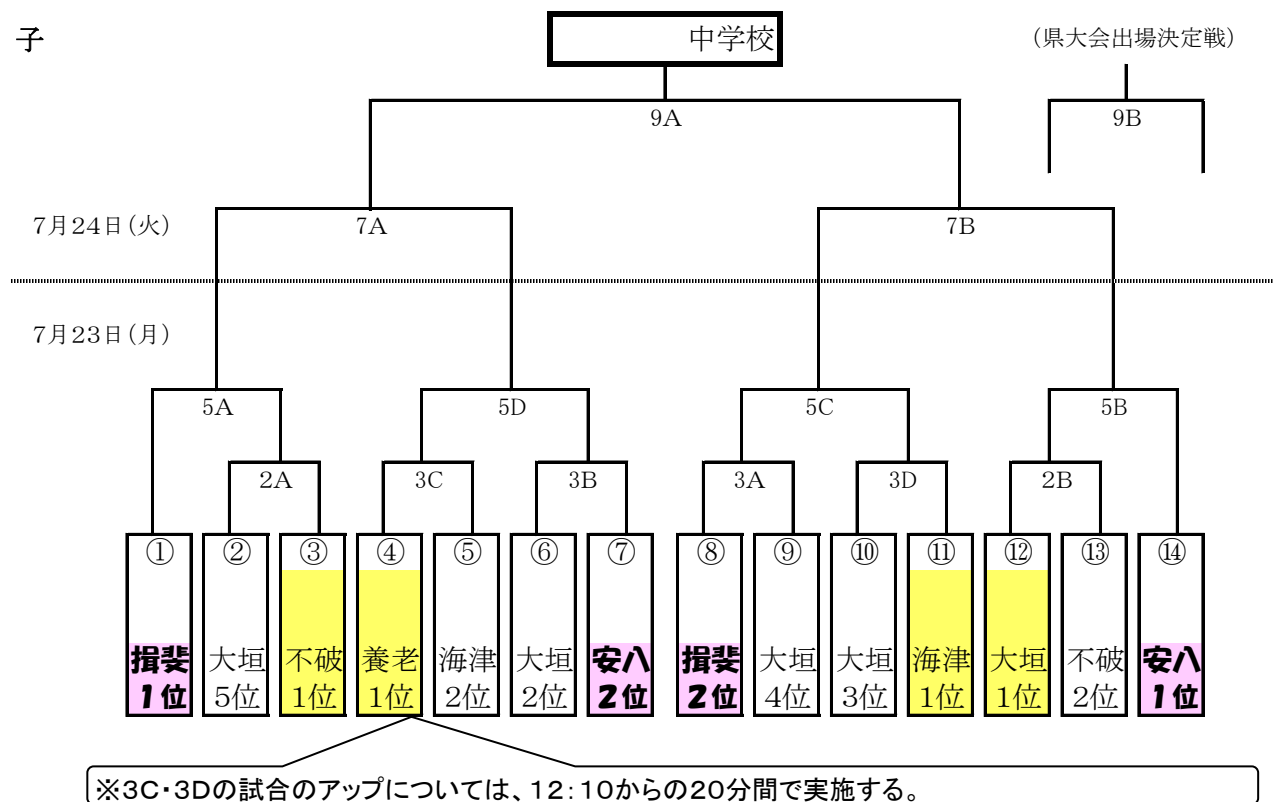 子
中学校
（県大会出場決定戦）
9A
9B
7月24日（火）
7A
7B
7月23日（月）
5A
5D
5C
5B
2A
3C
3B
3A
3D
2B
① ② ③ ④ ⑤ ⑥ ⑦ ⑧ ⑨ ⑩ ⑪ ⑫ ⑬ ⑭
揖斐 大垣 不破 養老 海津 大垣 安八 揖斐 大垣 大垣 海津 大垣 不破 安八
1位 5位 1位 1位 2位 2位 2位 2位 4位 3位 1位 1位 2位 1位
※3C・3Dの試合のアップについては、12：10からの20分間で実施する。